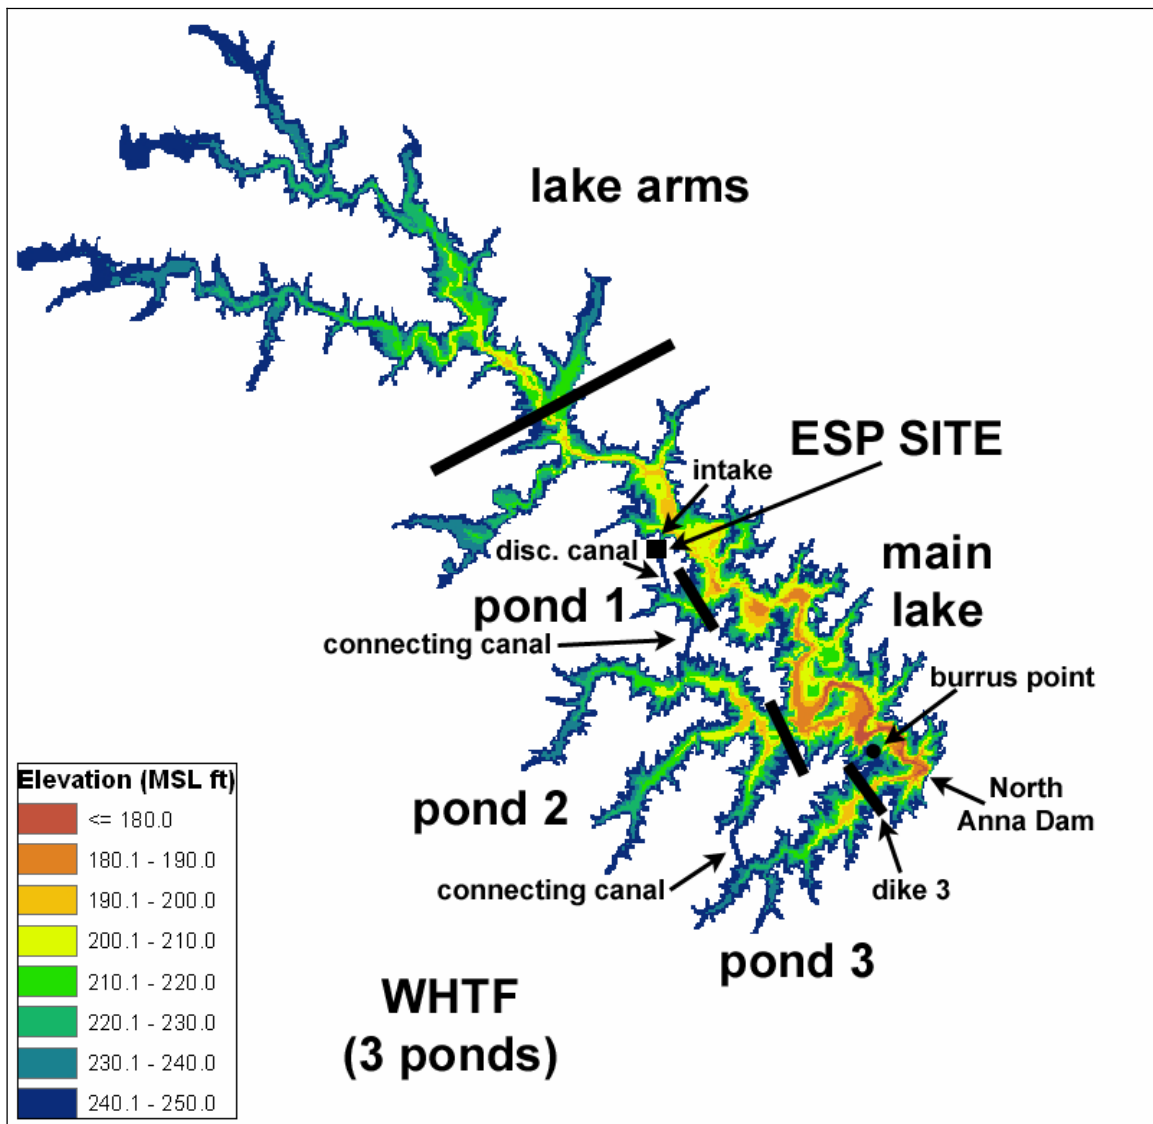 lake arms
ESP SITE
intake
disc. canal
main
lake
pond 1
connecting canal
burrus point
Elevation (MSL ft)
<= 180.0
180.1 - 190.0
190.1 - 200.0
200.1 - 210.0
210.1 - 220.0
220.1 - 230.0
230.1 - 240.0
240.1 - 250.0
pond 2
North
Anna Dam
connecting canal
dike 3
pond 3
WHTF
(3 ponds)